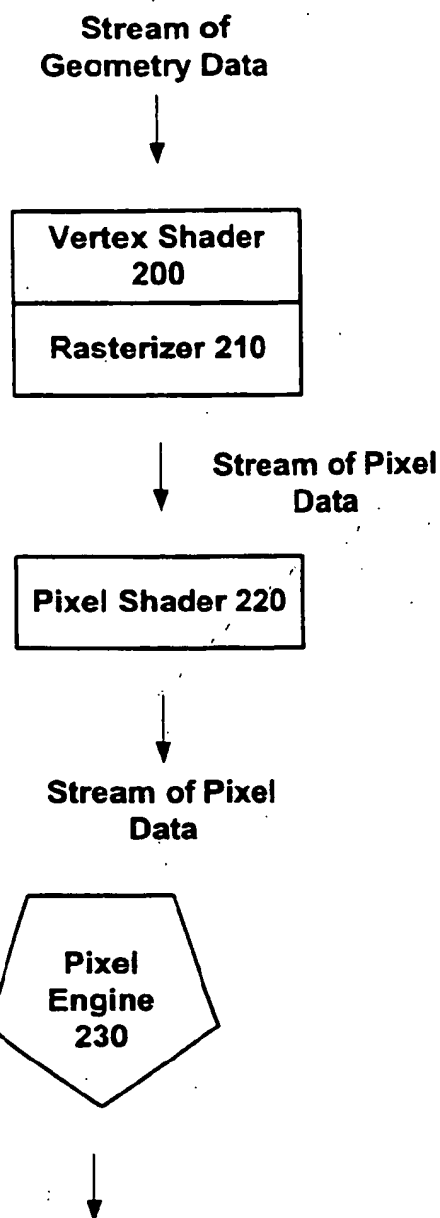 Stream of
Geometry Data
Vertex Shader
200
Rasterizer 210
Stream of Pixel
Data
Pixel Shader 220
Stream of Pixel
Data
Pixel
Engine
230